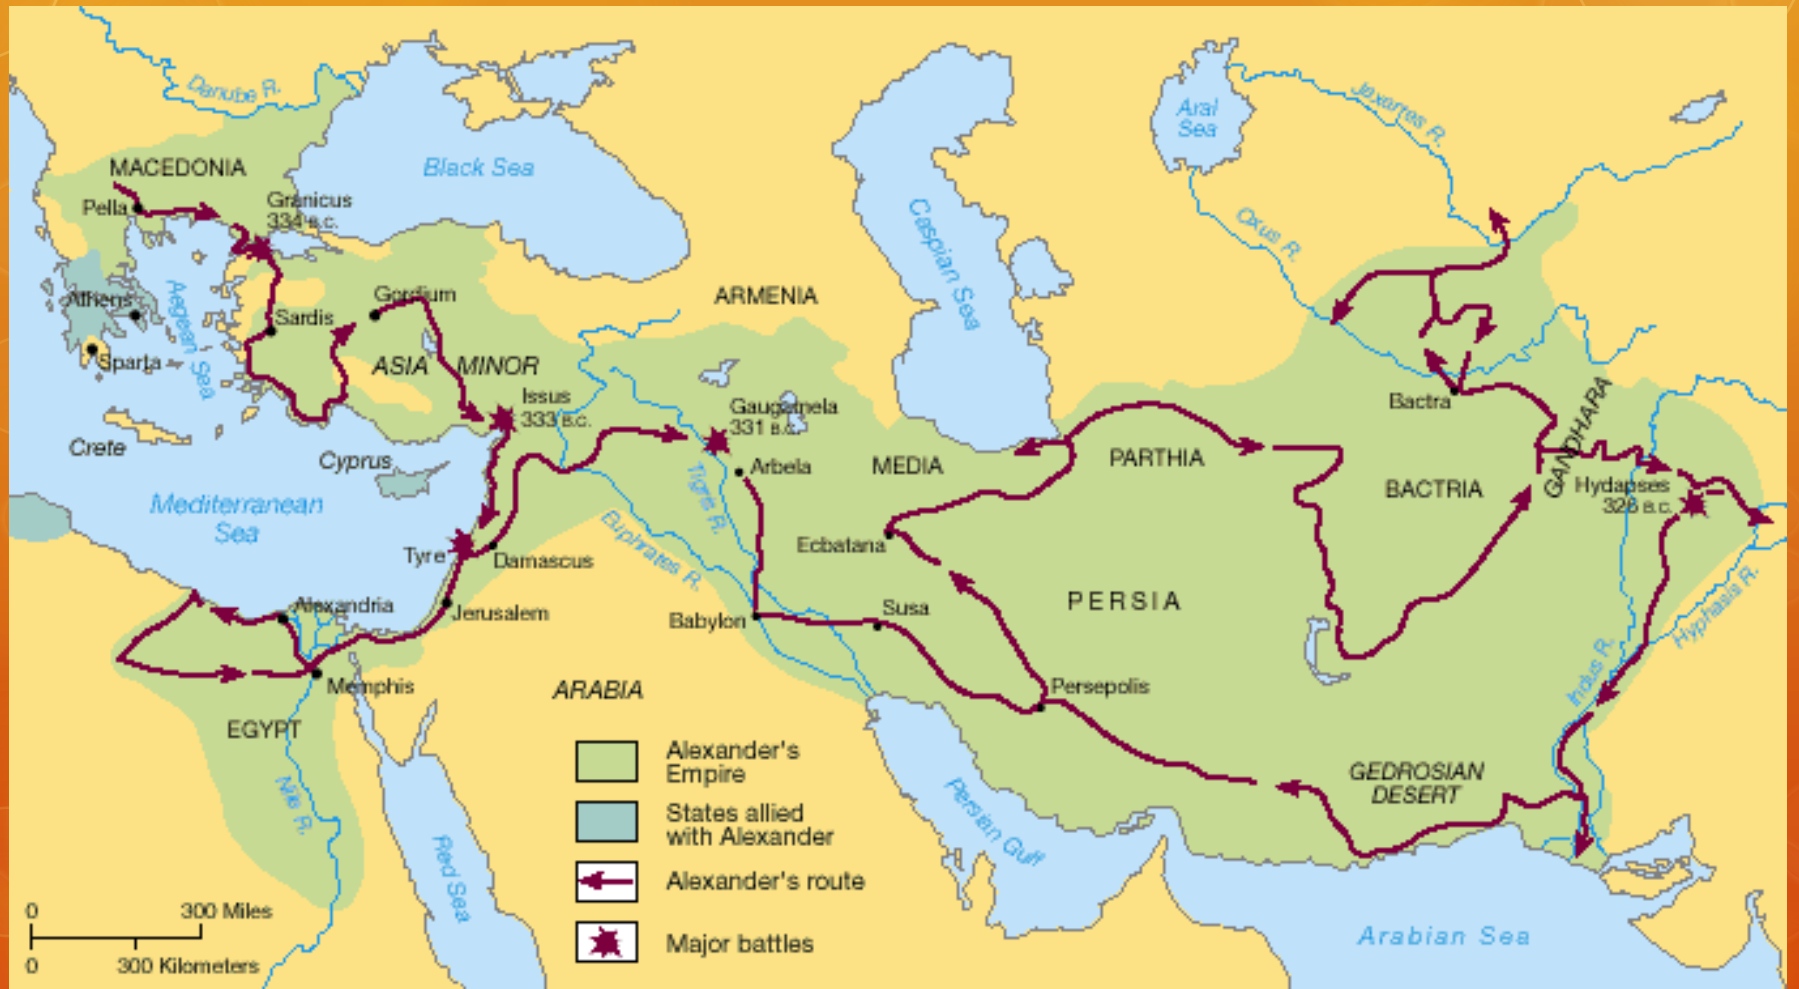 Danube R.
MACEDONIA
Pella
Granicus
334 B.C.
Black Sea
Aral
Sea
Jaxartes R.
Oxus R.
Caspian Sea
ARMENIA
Athens
Aegean Sea
Sardis
Gordium
Sparta
ASIA MINOR
Issus
333 B.C.
Gaugamela
331 B.C.
Arbela
MEDIA
PARTHIA
Bactra
BACTRIA
GANDHARA
Hydapses
326 B.C.
Crete
Cyprus
Mediterranean
Sea
Tigris R.
Euphrates R.
Tyre
Damascus
Ecbatana
PERSIA
Alexandria
Jerusalem
Babylon
Susa
Hyphasis R.
Indus R.
Memphis
ARABIA
Persepolis
EGYPT
Nile R.
Red Sea
Persian Gulf
GEDROSIAN
DESERT
Arabian Sea
Alexander's
Empire
States allied
with Alexander
Alexander's route
Major battles
0 300 Miles
0 300 Kilometers